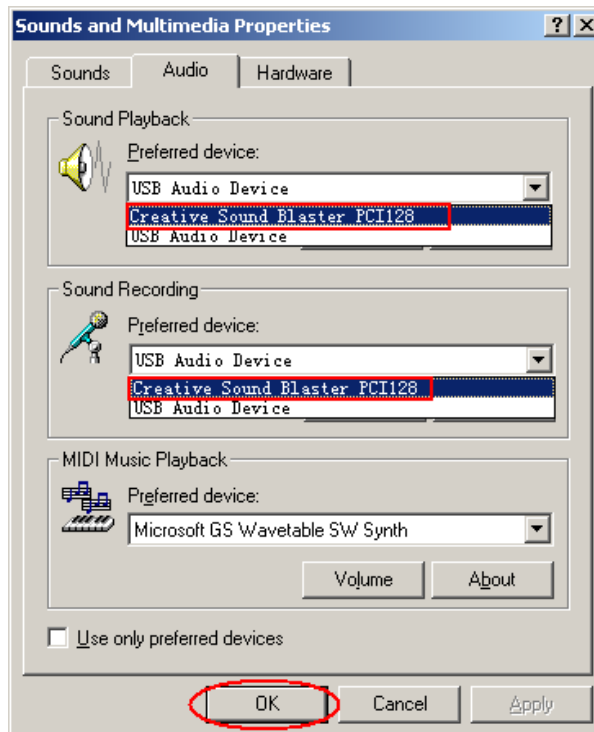 Sounds and Multimedia Properties
Sounds Audio Hardware
Sound Playback
Preferred device:
USB Audio Device
Creative Sound Blaster PCI128
USB Audio Device
Sound Recording
Preferred device:
USB Audio Device
Creative Sound Blaster PCI128
USB Audio Device
MIDI Music Playback
Preferred device:
Microsoft GS Wavetable SW Synth
Volume About
Use only preferred devices
OK Cancel Apply